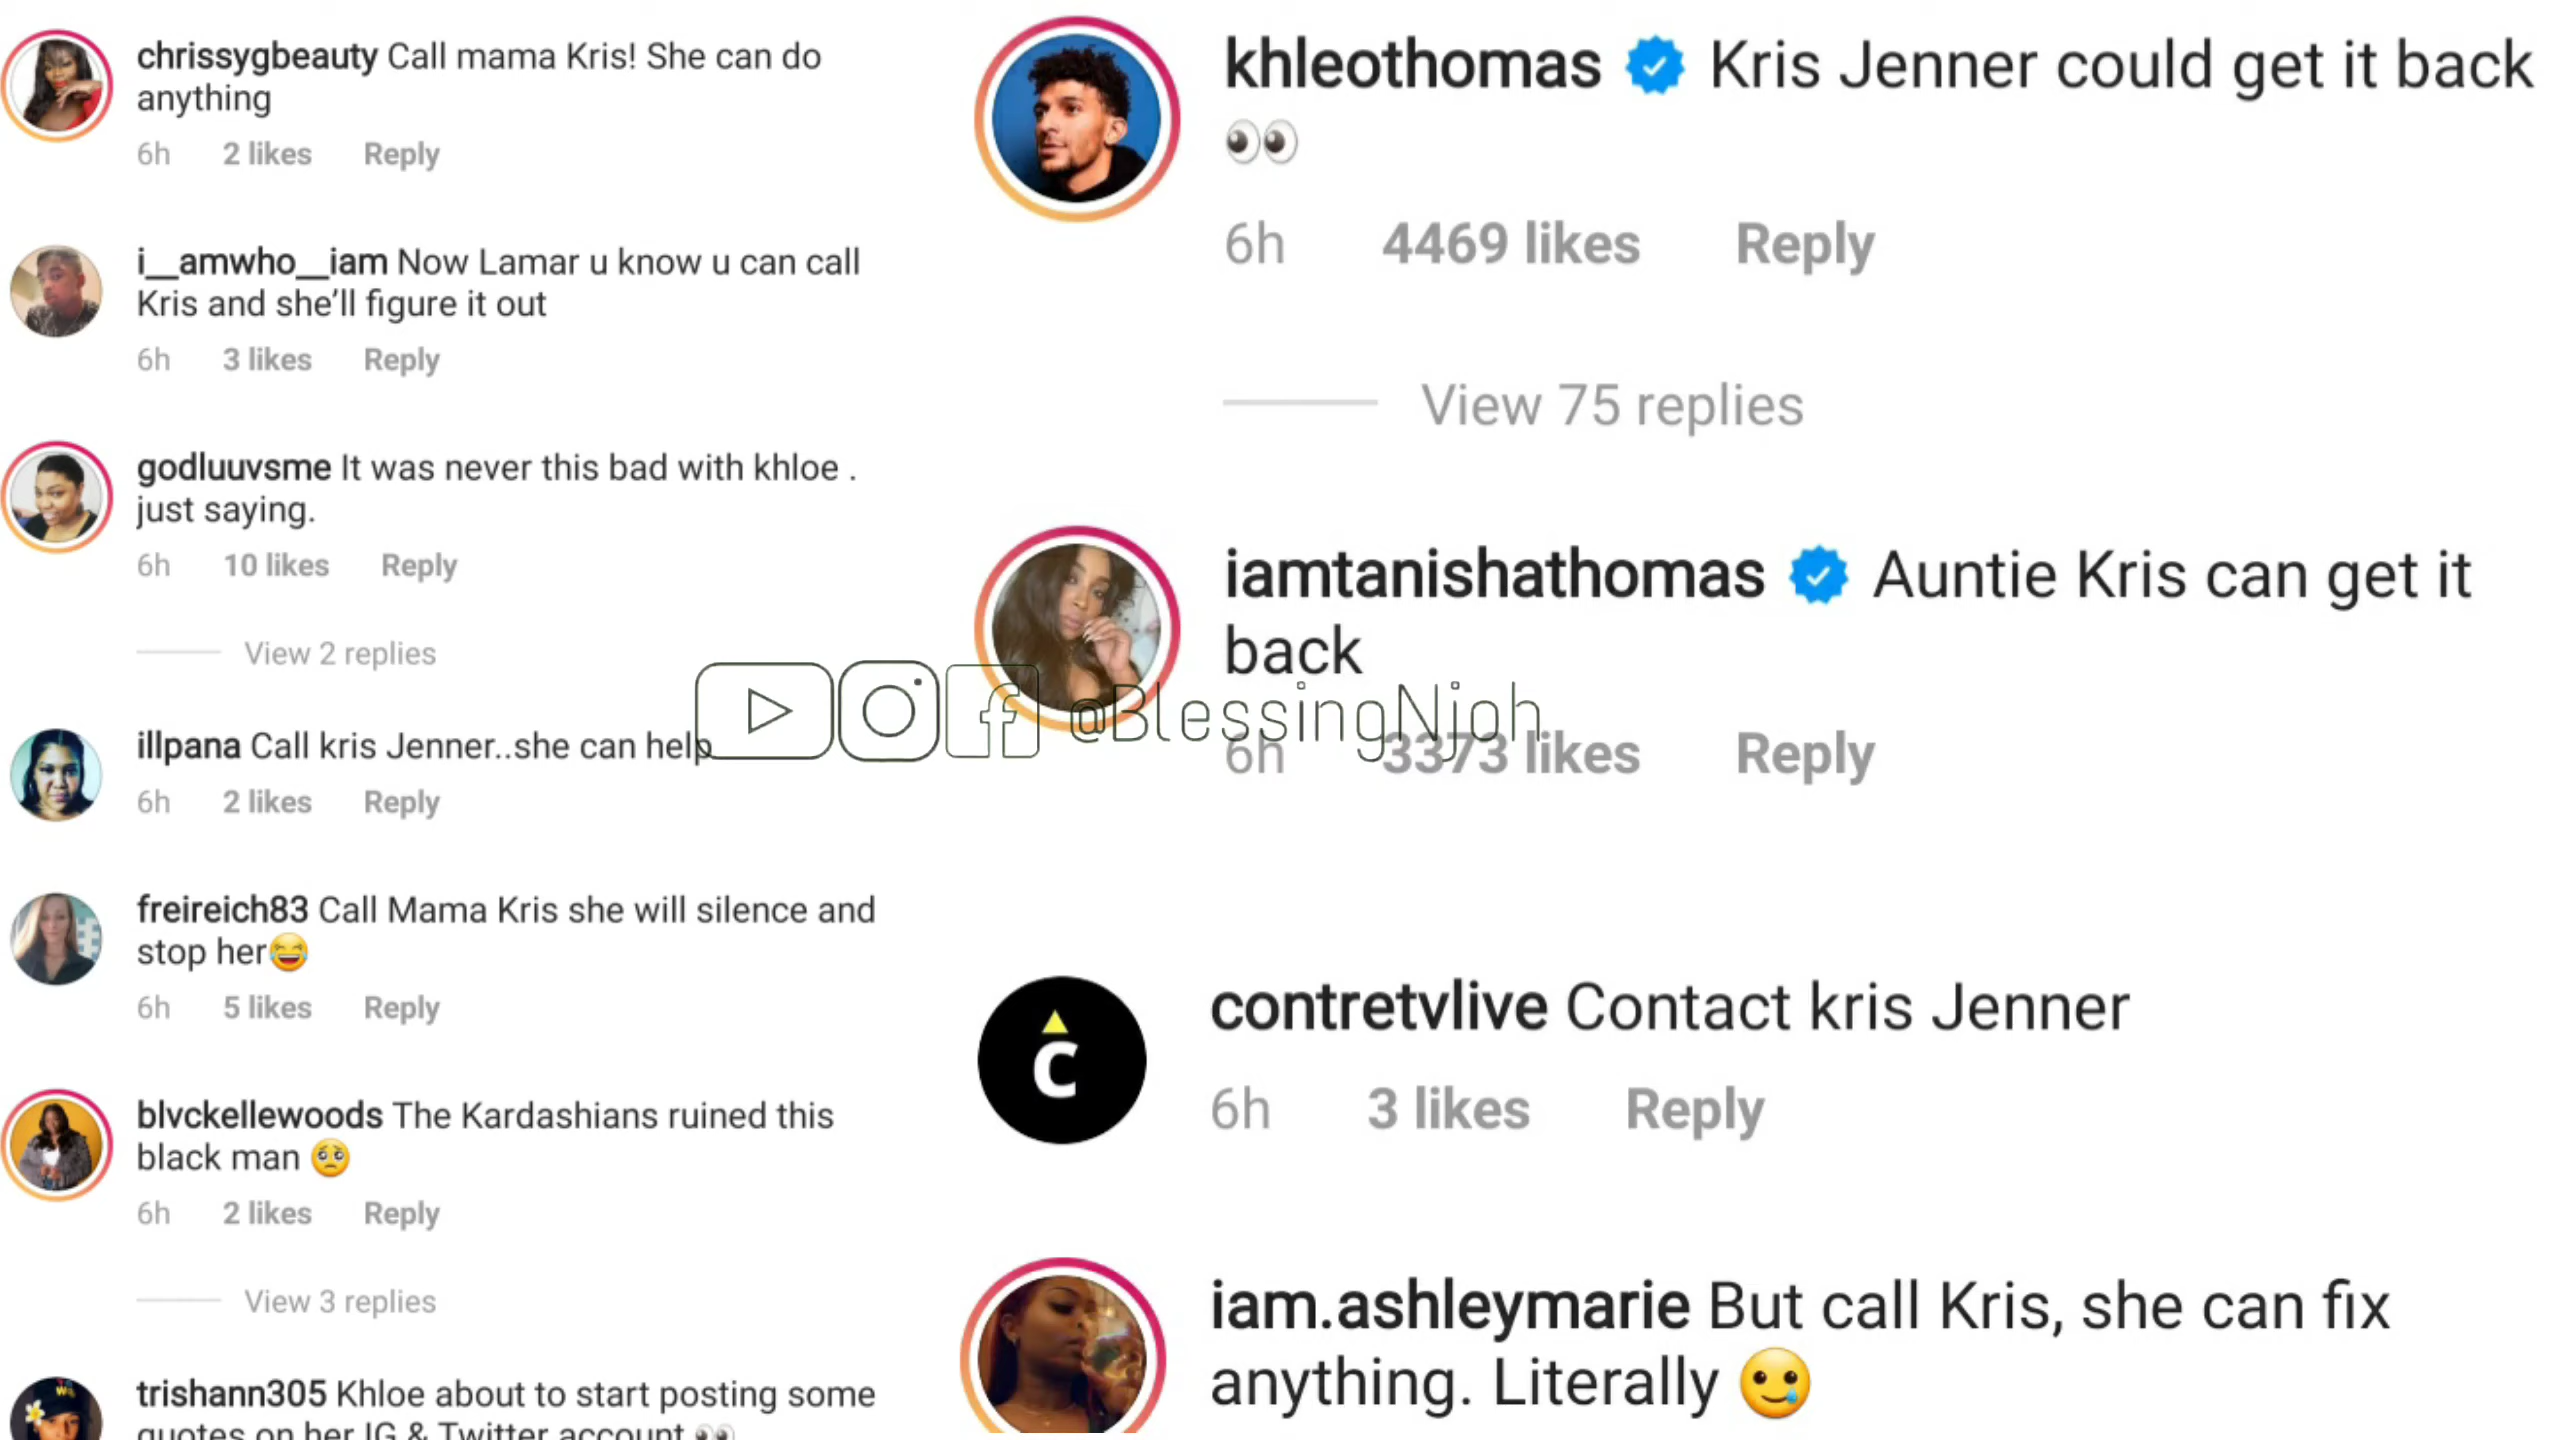 chrissygbeauty Call mama Kris! She can do
anything
6h 2 likes Reply
i__amwho__iam Now Lamar u know u can call
Kris and she’ll figure it out
6h 3 likes Reply
godluuvsme It was never this bad with khloe .
just saying.
6h 10 likes Reply
View 2 replies
illpana Call kris Jenner..she can help
6h 2 likes Reply
freireich83 Call Mama Kris she will silence and
stop her😂
6h 5 likes Reply
blvckellewoods The Kardashians ruined this
black man 🥺
6h 2 likes Reply
View 3 replies
trishann305 Khloe about to start posting some
quotes on her IG & Twitter account 👀
khleothomas Kris Jenner could get it back
👀
6h 4469 likes Reply
View 75 replies
iamtanishathomas Auntie Kris can get it
back
@BlessingNjoh
6h 3373 likes Reply
C
contretvlive Contact kris Jenner
6h 3 likes Reply
iam.ashleymarie But call Kris, she can fix
anything. Literally 🥲